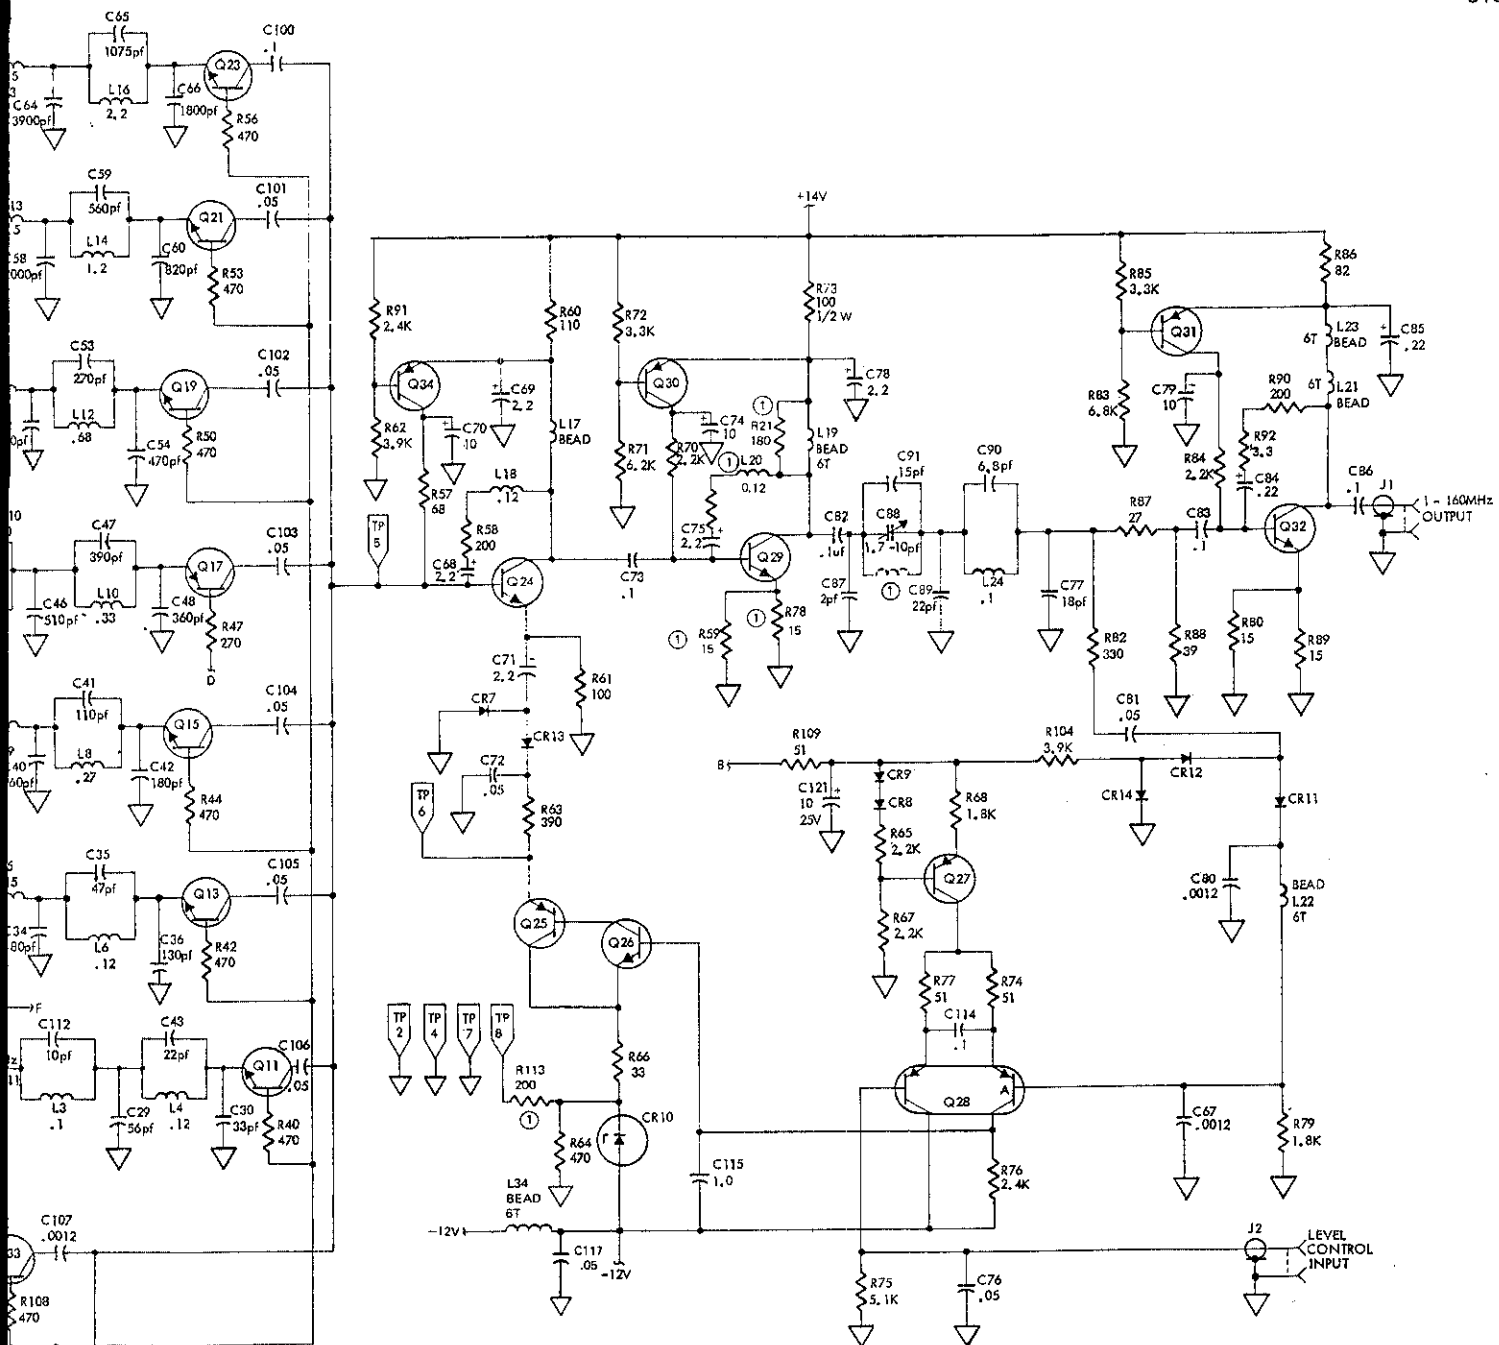 C65
1075pf
L16
2.2
C64
3900pf
C66
1800pf
Q23
C100
.1
R56
470
C59
560pf
L14
1.2
C60
820pf
Q21
C101
.05
R53
470
C53
270pf
L12
.68
C54
470pf
Q19
C102
.05
R50
470
C47
390pf
L10
.33
C46
510pf
C48
360pf
Q17
C103
.05
R47
270
D
C41
110pf
L8
.27
C42
180pf
Q15
C104
.05
R44
470
C35
47pf
L6
.12
C36
130pf
Q13
C105
.05
R42
470
F
C112
10pf
L3
.1
C29
56pf
C43
22pf
L4
.12
C30
33pf
Q11
C106
.05
R40
470
C107
.0012
R108
470
+14V
R91
2.4K
R62
3.9K
Q34
C70
10
R57
68
C69
2.2
R60
110
L17
BEAD
L18
.12
R58
200
C68
2.2
TP
5
Q24
C73
.1
R72
3.3K
R71
6.2K
Q30
C74
10
R70
2.2K
R73
100
1/2 W
C78
2.2
1
R21
180
L19
BEAD
6T
1
L20
0.12
C75
2.2
Q29
1
R59
15
1
R78
15
C82
.1uf
C87
2pf
C91
15pf
C88
1.7-10pf
1
C89
22pf
C90
6.8pf
L24
.1
C77
18pf
R87
27
R82
330
R88
39
C83
.1
R85
3.3K
R83
6.8K
Q31
C79
10
R84
2.2K
R86
82
L23
BEAD
6T
C85
.22
L21
BEAD
6T
R90
200
R92
3.3
C84
.22
Q32
R80
15
R89
15
C86
.1
J1
1 - 160MHz
OUTPUT
C71
2.2
R61
100
CR7
CR13
C72
.05
TP
6
R63
390
Q25
Q26
TP
2
TP
4
TP
7
TP
8
R113
200
1
R66
33
R64
470
CR10
L34
BEAD
6T
-12V
C117
.05
-12V
C115
1.0
B
R109
51
C121
10
25V
CR9
CR8
R65
2.2K
R67
2.2K
R68
1.8K
Q27
R77
51
R74
51
C114
.1
Q28
A
R76
2.4K
R104
3.9K
CR14
CR12
C81
.05
CR11
C80
.0012
BEAD
L22
6T
C67
.0012
R79
1.8K
R75
5.1K
C76
.05
J2
LEVEL
CONTROL
INPUT